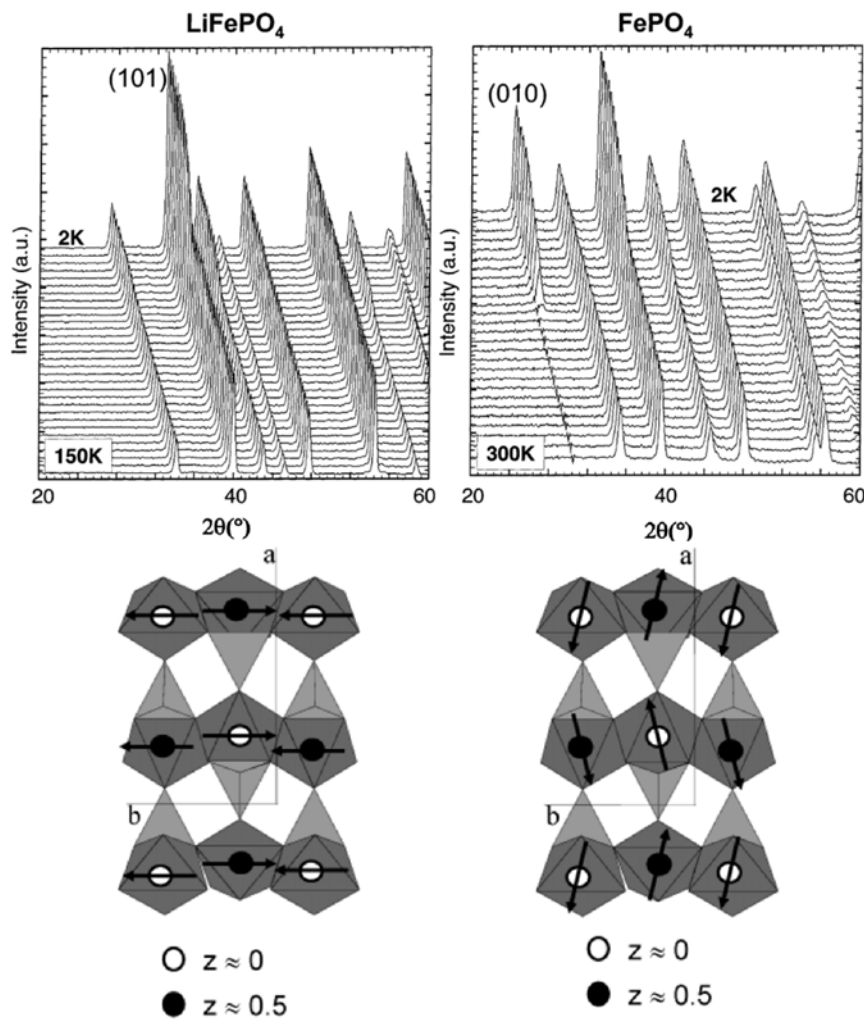 LiFePO4
FePO4
(101)
(010)
2K
2K
Intensity (a.u.)
Intensity (a.u.)
150K
300K
20 40 60
20 40 60
2θ(°)
2θ(°)
a
a
b
b
z ≈ 0
z ≈ 0.5
z ≈ 0
z ≈ 0.5